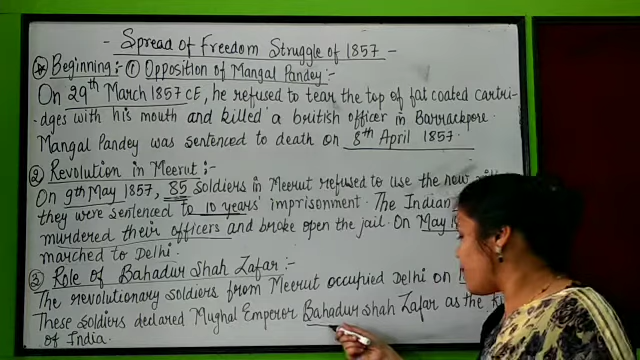 - Spread of Freedom Struggle of 1857 -
Beginning:- ① Opposition of Mangal Pandey:-
On 29th March 1857 CE, he refused to tear the top of fat coated cartri-
-dges with his mouth and killed a british officer in Barrackpore.
Mangal Pandey was sentenced to death on 8th April 1857.
② Revolution in Meerut:-
On 9th May 1857, 85 soldiers in Meerut refused to use the new
they were sentenced to 10 years' imprisonment. The Indian
murdered their officers and broke open the jail. On May
marched to Delhi.
③ Role of Bahadur Shah Zafar:-
The revolutionary soldiers from Meerut occupied Delhi on
These soldiers declared Mughal Emperor Bahadur Shah Zafar as the
of India.